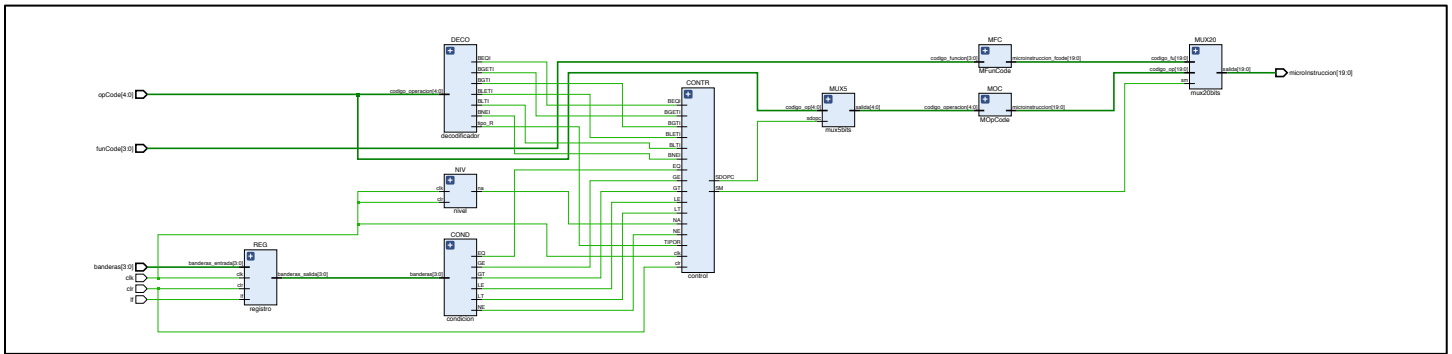 opCode[4:0]
funCode[3:0]
banderas[3:0]
clk
clr
lf
DECO
codigo_operacion[4:0]
BEQI
BGETI
BGTI
BLETI
BLTI
BNEI
tipo_R
decodificador
NIV
clk
clr
na
nivel
REG
banderas_entrada[3:0]
clk
clr
lf
banderas_salida[3:0]
registro
COND
banderas[3:0]
EQ
GE
GT
LE
LT
NE
condicion
CONTR
BEQI
BGETI
BGTI
BLETI
BLTI
BNEI
EQ
GE
GT
LE
LT
NA
NE
TIPOR
clk
clr
SDOPC
SM
control
MUX5
codigo_op[4:0]
sdopc
salida[4:0]
mux5bits
MFC
codigo_funcion[3:0]
microinstruccion_fcode[19:0]
MFunCode
MOC
codigo_operacion[4:0]
microinstruccion[19:0]
MOpCode
MUX20
codigo_fu[19:0]
codigo_op[19:0]
sm
salida[19:0]
mux20bits
microInstruccion[19:0]